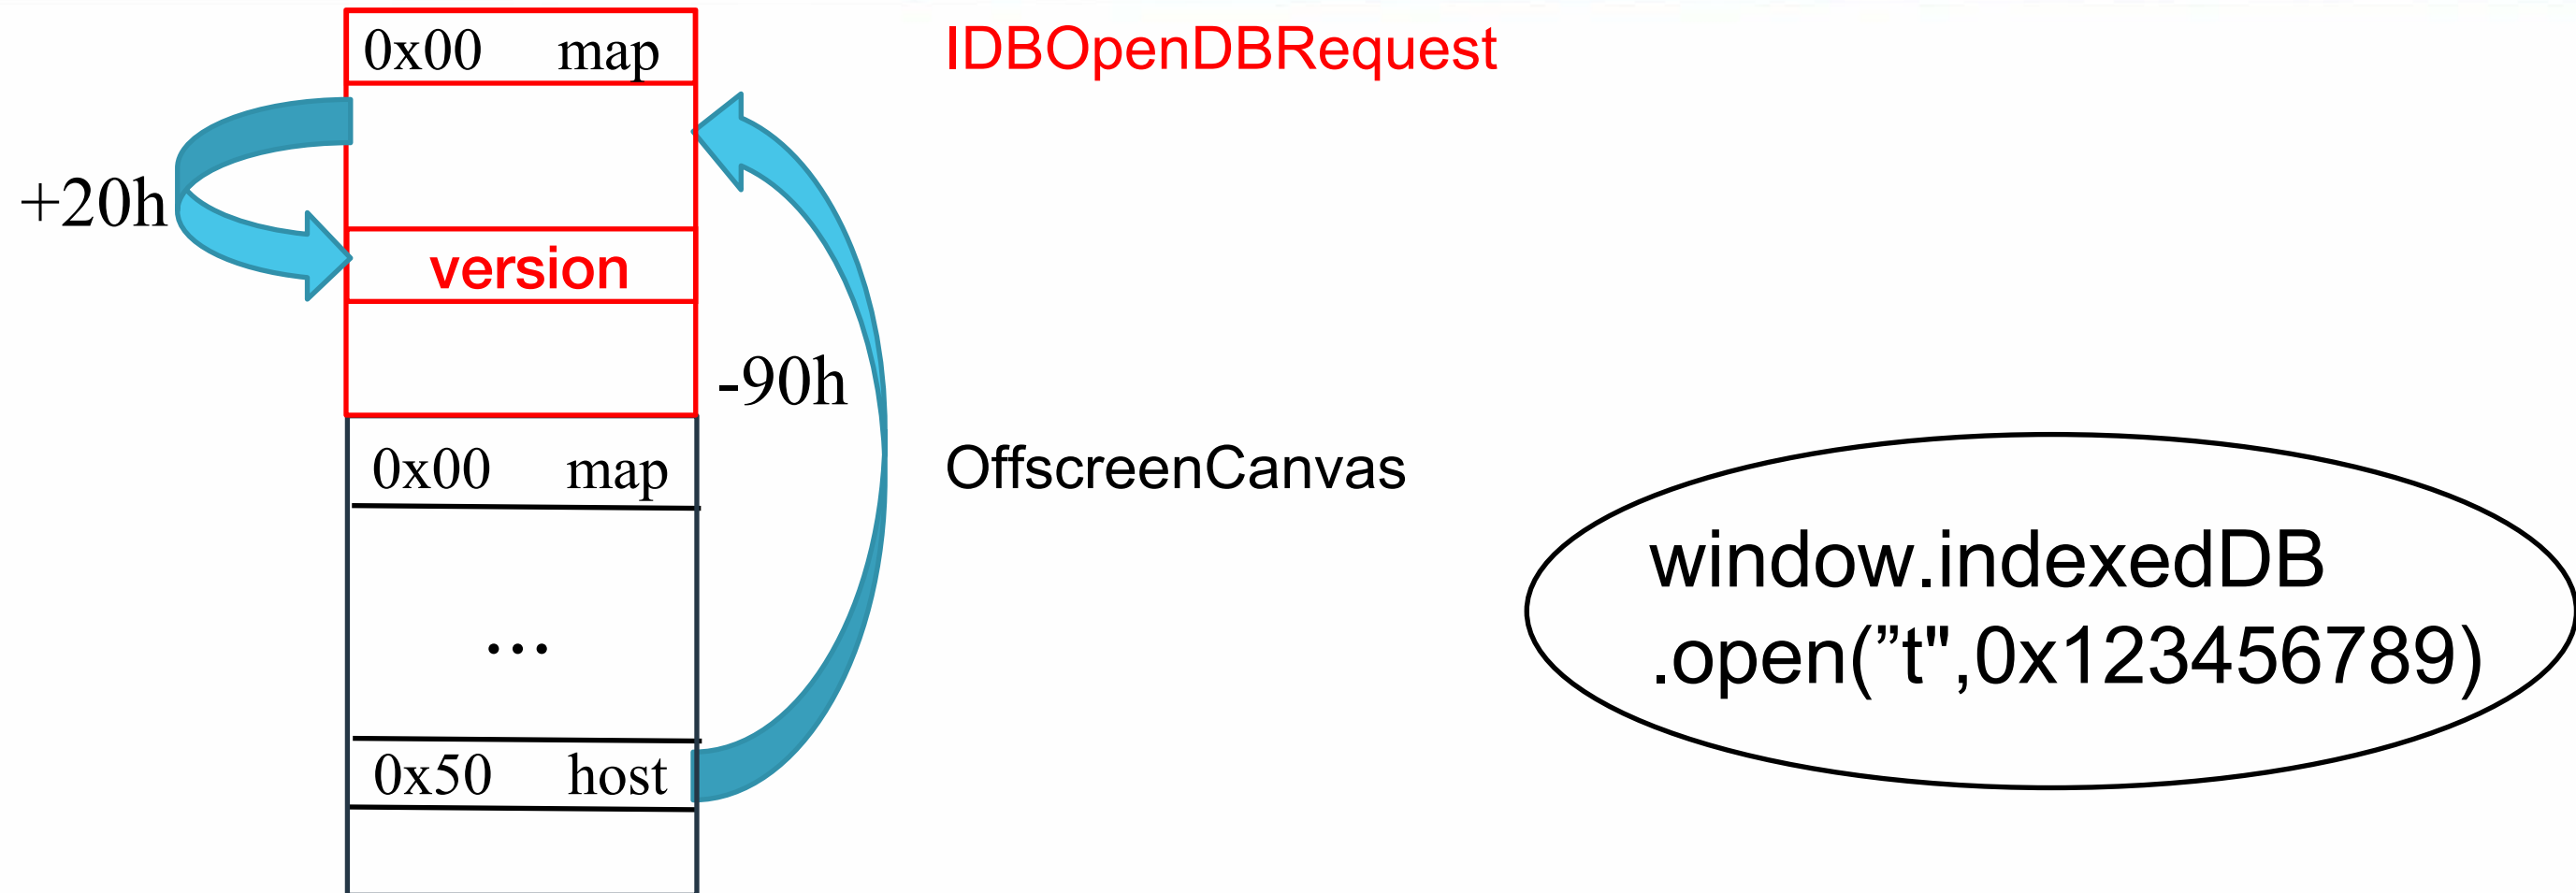 0x00 map
IDBOpenDBRequest
+20h
version
-90h
0x00 map
OffscreenCanvas
window.indexedDB
.open(”t",0x123456789)
...
0x50 host